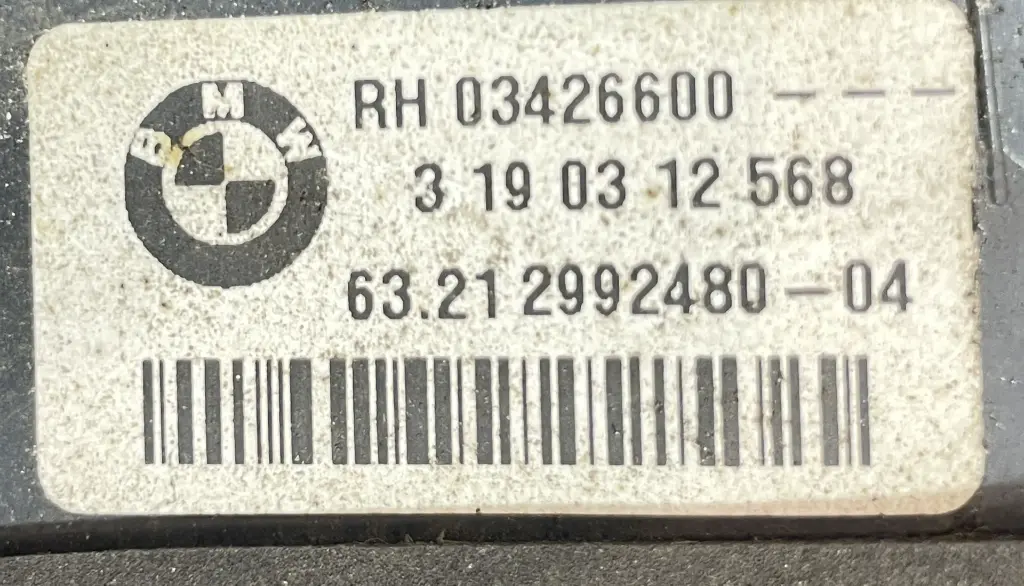 BMW
RH 03426600 - - -
3 19 03 12 568
63.21 2992480-04